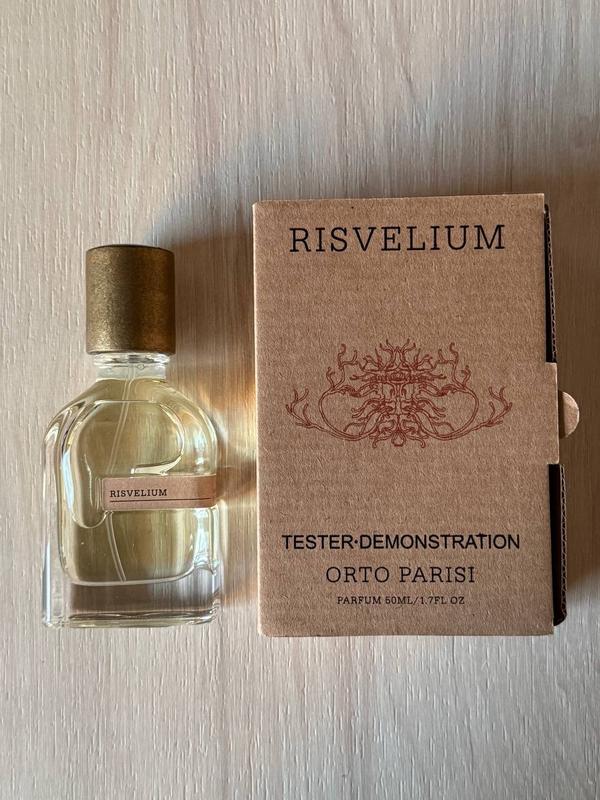 RISVELIUM
RISVELIUM
TESTER•DEMONSTRATION
ORTO PARISI
PARFUM 50ML/1.7FL OZ